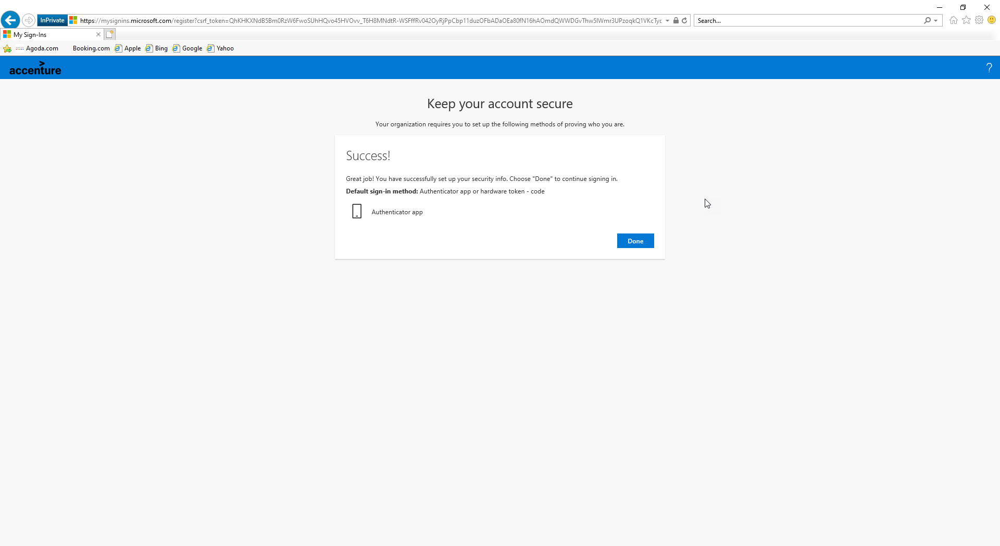 InPrivate
https://mysignins.microsoft.com/register?csrf_token=QhKHKXNdB5Bm0RzW6FwoSUhHQvo45HVOvv_T6H8MNdtR-WSFffRv042OyRjPpCbp11duzOFbADaOEa80fN16hAOmdQWWDGvThw5IWmr3UPzoqkQ1VKcTyc
Search...
My Sign-Ins
Agoda.com Booking.com Apple Bing Google Yahoo
accenture
?
Keep your account secure
Your organization requires you to set up the following methods of proving who you are.
Success!
Great job! You have successfully set up your security info. Choose "Done" to continue signing in.
Default sign-in method: Authenticator app or hardware token - code
Authenticator app
Done